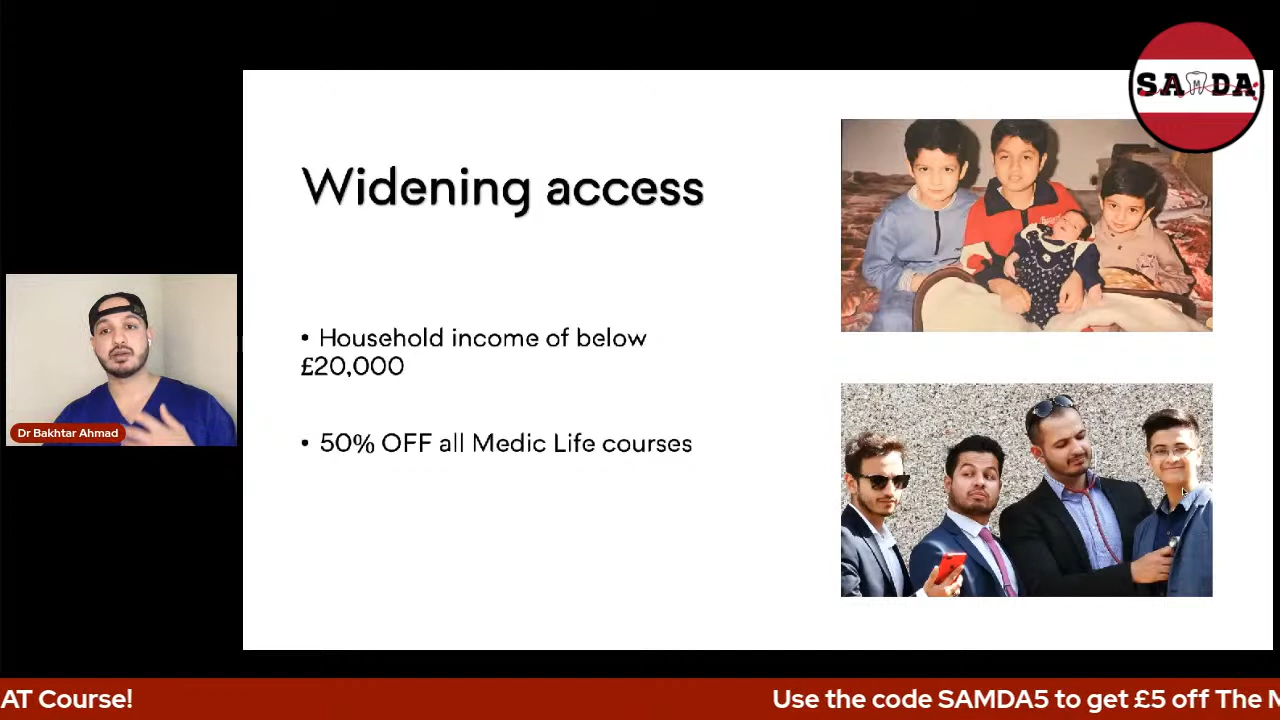 SAMDA
Widening access
• Household income of below
£20,000
• 50% OFF all Medic Life courses
Dr Bakhtar Ahmad
AT Course!
Use the code SAMDA5 to get £5 off The M